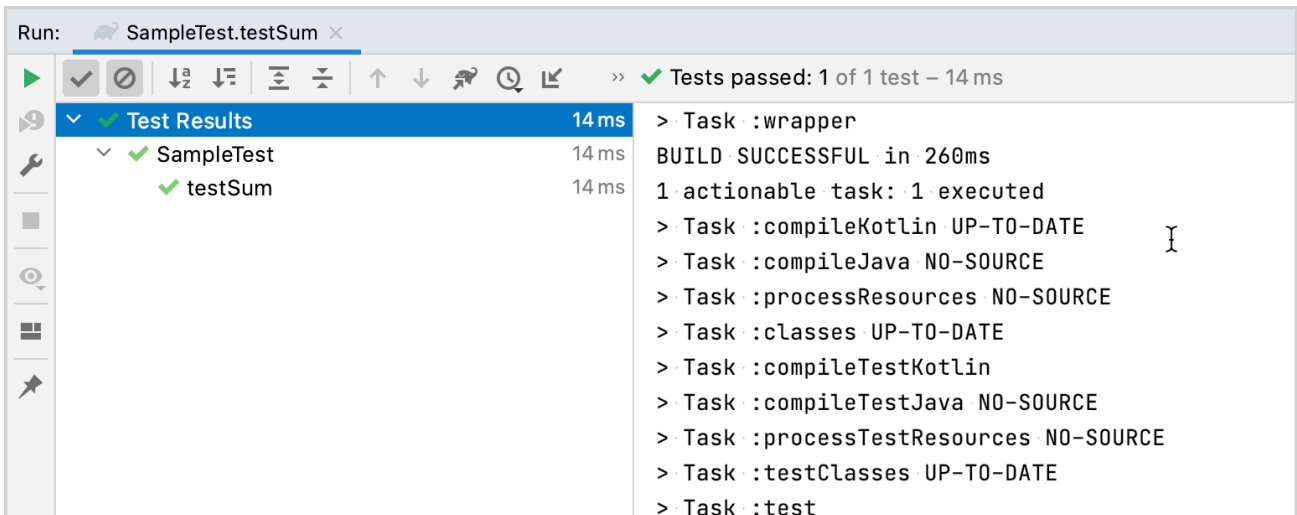 Run: SampleTest.testSum
Tests passed: 1 of 1 test – 14 ms
Test Results 14 ms
SampleTest 14 ms
testSum 14 ms
> Task :wrapper
BUILD SUCCESSFUL in 260ms
1 actionable task: 1 executed
> Task :compileKotlin UP-TO-DATE
> Task :compileJava NO-SOURCE
> Task :processResources NO-SOURCE
> Task :classes UP-TO-DATE
> Task :compileTestKotlin
> Task :compileTestJava NO-SOURCE
> Task :processTestResources NO-SOURCE
> Task :testClasses UP-TO-DATE
> Task :test